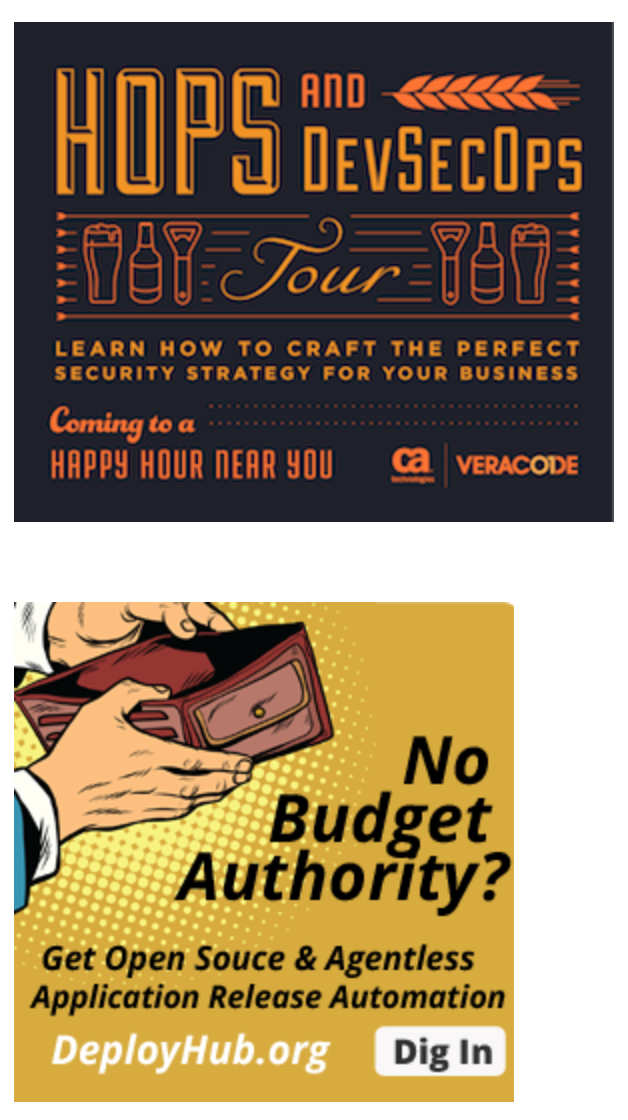 HOPS AND
DEVSECOPS
Tour
LEARN HOW TO CRAFT THE PERFECT
SECURITY STRATEGY FOR YOUR BUSINESS
Coming to a
HAPPY HOUR NEAR YOU
ca
technologies
VERACODE
No
Budget
Authority?
Get Open Souce & Agentless
Application Release Automation
DeployHub.org
Dig In